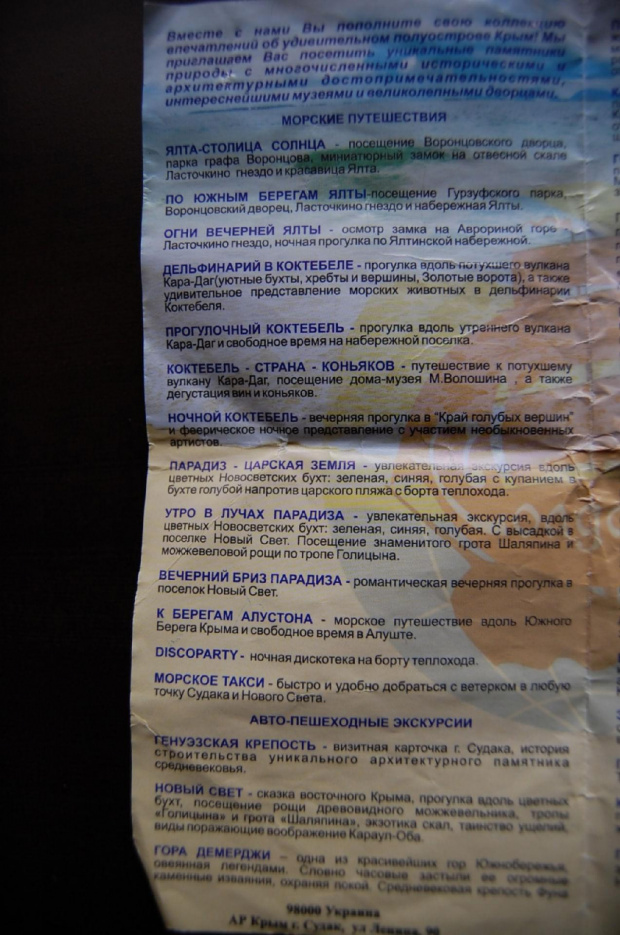 Вместе с нами Вы пополните свою коллекцию
впечатлений об удивительном полуострове Крым! Мы
приглашаем Вас посетить уникальные памятники
природы с многочисленными историческими и
архитектурными достопримечательностями,
интереснейшими музеями и великолепными дворцами.
МОРСКИЕ ПУТЕШЕСТВИЯ
ЯЛТА-СТОЛИЦА СОЛНЦА - посещение Воронцовского дворца,
парка графа Воронцова, миниатюрный замок на отвесной скале
Ласточкино гнездо и красавица Ялта.
ПО ЮЖНЫМ БЕРЕГАМ ЯЛТЫ-посещение Гурзуфского парка,
Воронцовский дворец, Ласточкино гнездо и набережная Ялты.
ОГНИ ВЕЧЕРНЕЙ ЯЛТЫ - осмотр замка на Аврориной горе -
Ласточкино гнездо, ночная прогулка по Ялтинской набережной.
ДЕЛЬФИНАРИЙ В КОКТЕБЕЛЕ - прогулка вдоль потухшего вулкана
Кара-Даг(уютные бухты, хребты и вершины, Золотые ворота), а также
удивительное представление морских животных в дельфинарии
Коктебеля.
ПРОГУЛОЧНЫЙ КОКТЕБЕЛЬ - прогулка вдоль утреннего вулкана
Кара-Даг и свободное время на набережной поселка.
КОКТЕБЕЛЬ - СТРАНА - КОНЬЯКОВ - путешествие к потухшему
вулкану Кара-Даг, посещение дома-музея М.Волошина , а также
дегустация вин и коньяков.
НОЧНОЙ КОКТЕБЕЛЬ - вечерняя прогулка в "Край голубых вершин"
и феерическое ночное представление с участием необыкновенных
артистов.
ПАРАДИЗ - ЦАРСКАЯ ЗЕМЛЯ - увлекательная экскурсия вдоль
цветных Новосветских бухт: зеленая, синяя, голубая с купанием в
бухте голубой напротив царского пляжа с борта теплохода.
УТРО В ЛУЧАХ ПАРАДИЗА - увлекательная экскурсия, вдоль
цветных Новосветских бухт: зеленая, синяя, голубая. С высадкой в
поселке Новый Свет. Посещение знаменитого грота Шаляпина и
можжевеловой рощи по тропе Голицына.
ВЕЧЕРНИЙ БРИЗ ПАРАДИЗА - романтическая вечерняя прогулка в
поселок Новый Свет.
К БЕРЕГАМ АЛУСТОНА - морское путешествие вдоль Южного
Берега Крыма и свободное время в Алуште.
DISCOPARTY - ночная дискотека на борту теплохода.
МОРСКОЕ ТАКСИ - быстро и удобно добраться с ветерком в любую
точку Судака и Нового Света.
АВТО-ПЕШЕХОДНЫЕ ЭКСКУРСИИ
ГЕНУЭЗСКАЯ КРЕПОСТЬ - визитная карточка г. Судака, история
строительства уникального архитектурного памятника
средневековья.
НОВЫЙ СВЕТ - сказка восточного Крыма, прогулка вдоль цветных
бухт, посещение рощи древовидного можжевельника, тропы
«Голицына» и грота «Шаляпина», экзотика скал, таинство ущелий,
виды поражающие воображение Караул-Оба.
ГОРА ДЕМЕРДЖИ – одна из красивейших гор Южнобережья,
овеянная легендами. Словно часовые застыли ее огромные
каменные изваяния, охраняя покой. Средневековая крепость Фуна
98000 Украина
АР Крым г. Судак, ул Ленина, 90